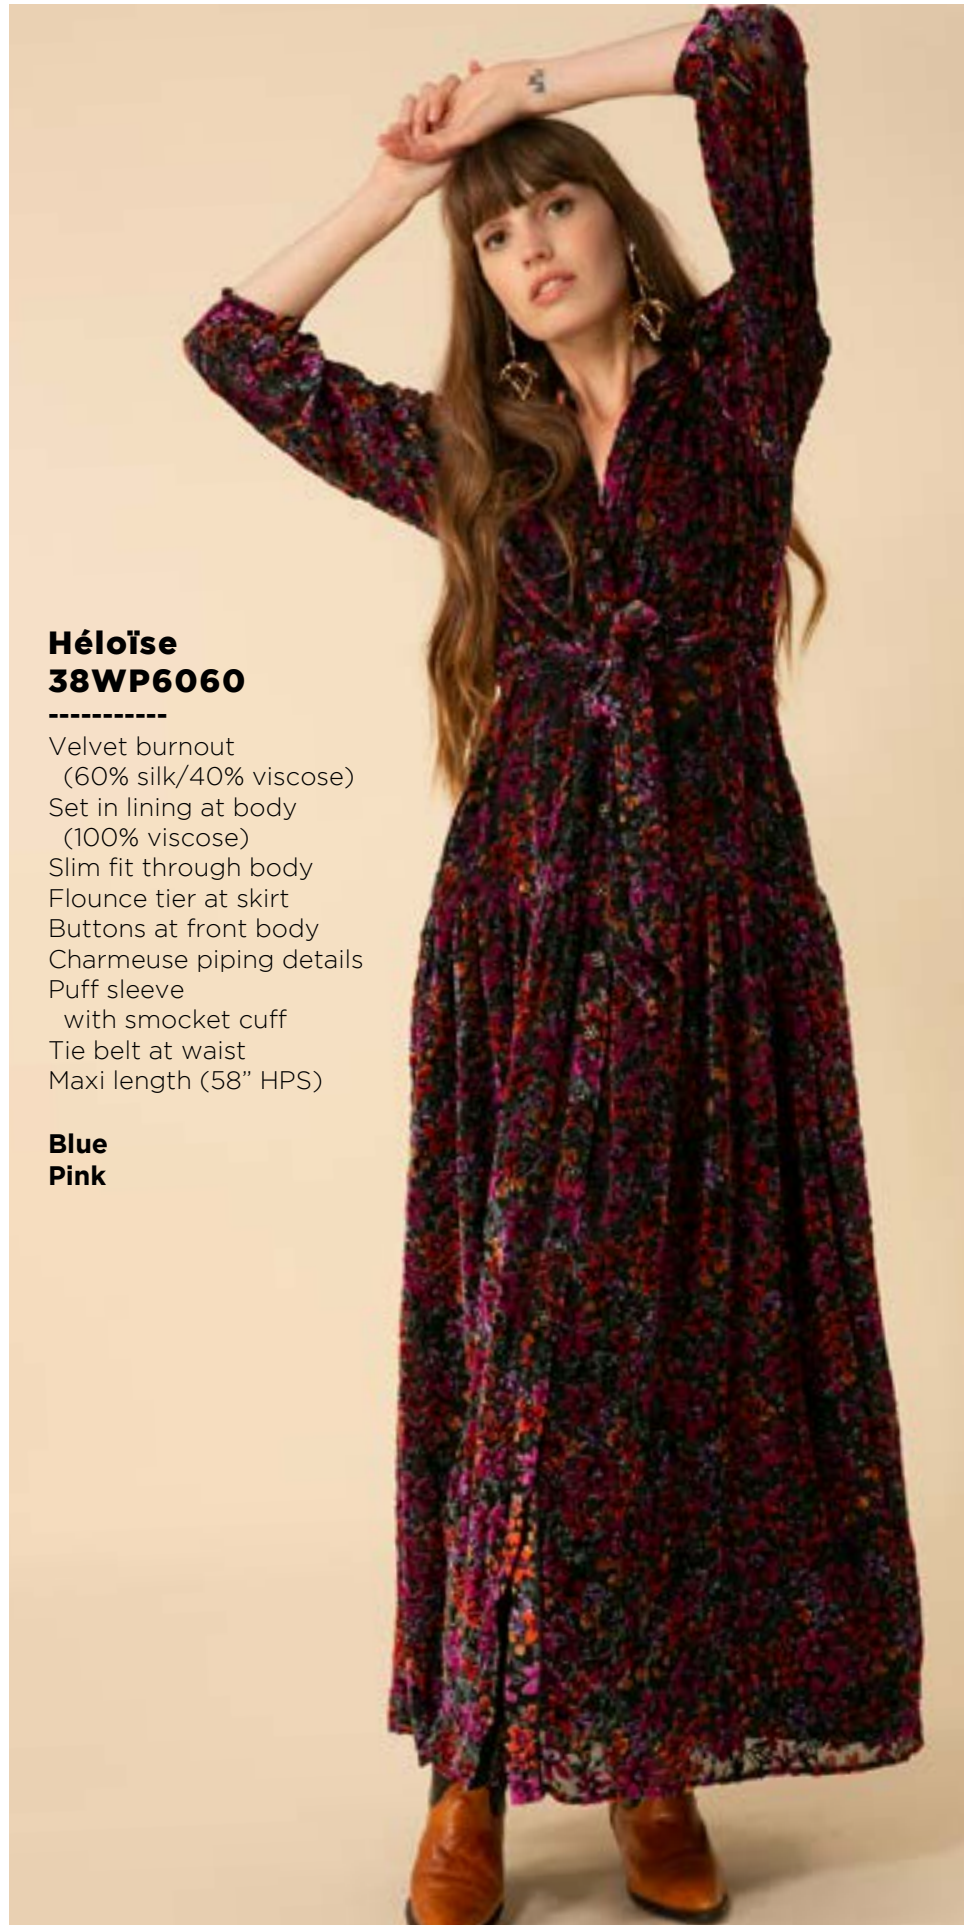 Héloïse
38WP6060
-----------
Velvet burnout
(60% silk/40% viscose)
Set in lining at body
(100% viscose)
Slim fit through body
Flounce tier at skirt
Buttons at front body
Charmeuse piping details
Puff sleeve
with smocket cuff
Tie belt at waist
Maxi length (58” HPS)
Blue
Pink